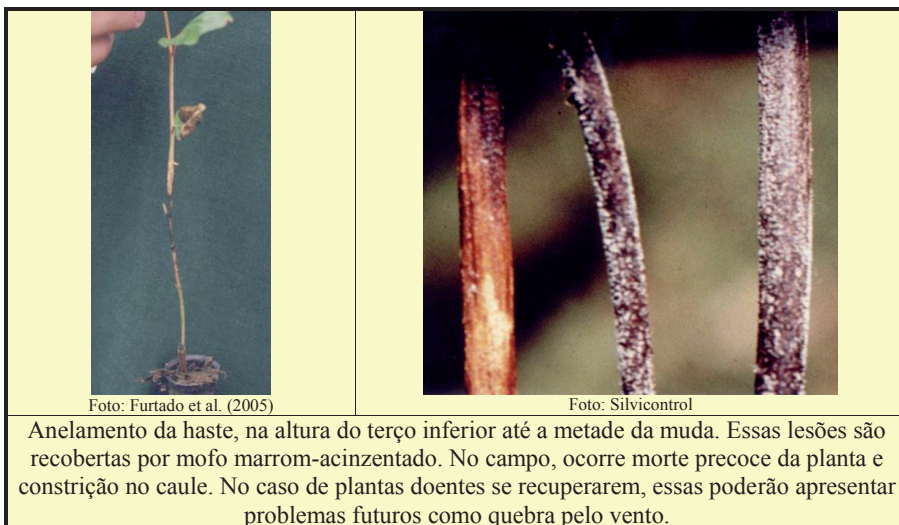 Foto: Furtado et al. (2005)
Foto: Silvicontrol
Anelamento da haste, na altura do terço inferior até a metade da muda. Essas lesões são
recobertas por mofo marrom-acinzentado. No campo, ocorre morte precoce da planta e
constrição no caule. No caso de plantas doentes se recuperarem, essas poderão apresentar
problemas futuros como quebra pelo vento.